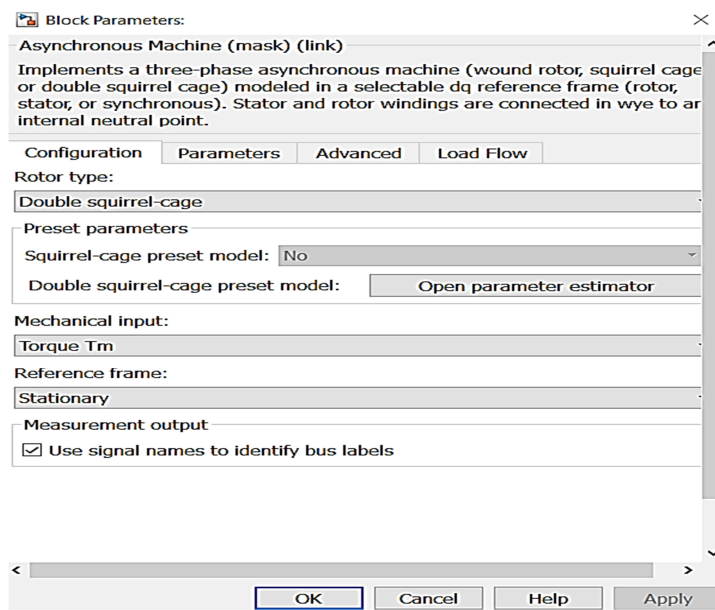 Block Parameters:
Asynchronous Machine (mask) (link)
Implements a three-phase asynchronous machine (wound rotor, squirrel cage
or double squirrel cage) modeled in a selectable dq reference frame (rotor,
stator, or synchronous). Stator and rotor windings are connected in wye to an
internal neutral point.
Configuration Parameters Advanced Load Flow
Rotor type:
Double squirrel-cage
Preset parameters
Squirrel-cage preset model: No
Double squirrel-cage preset model: Open parameter estimator
Mechanical input:
Torque Tm
Reference frame:
Stationary
Measurement output
Use signal names to identify bus labels
OK Cancel Help Apply